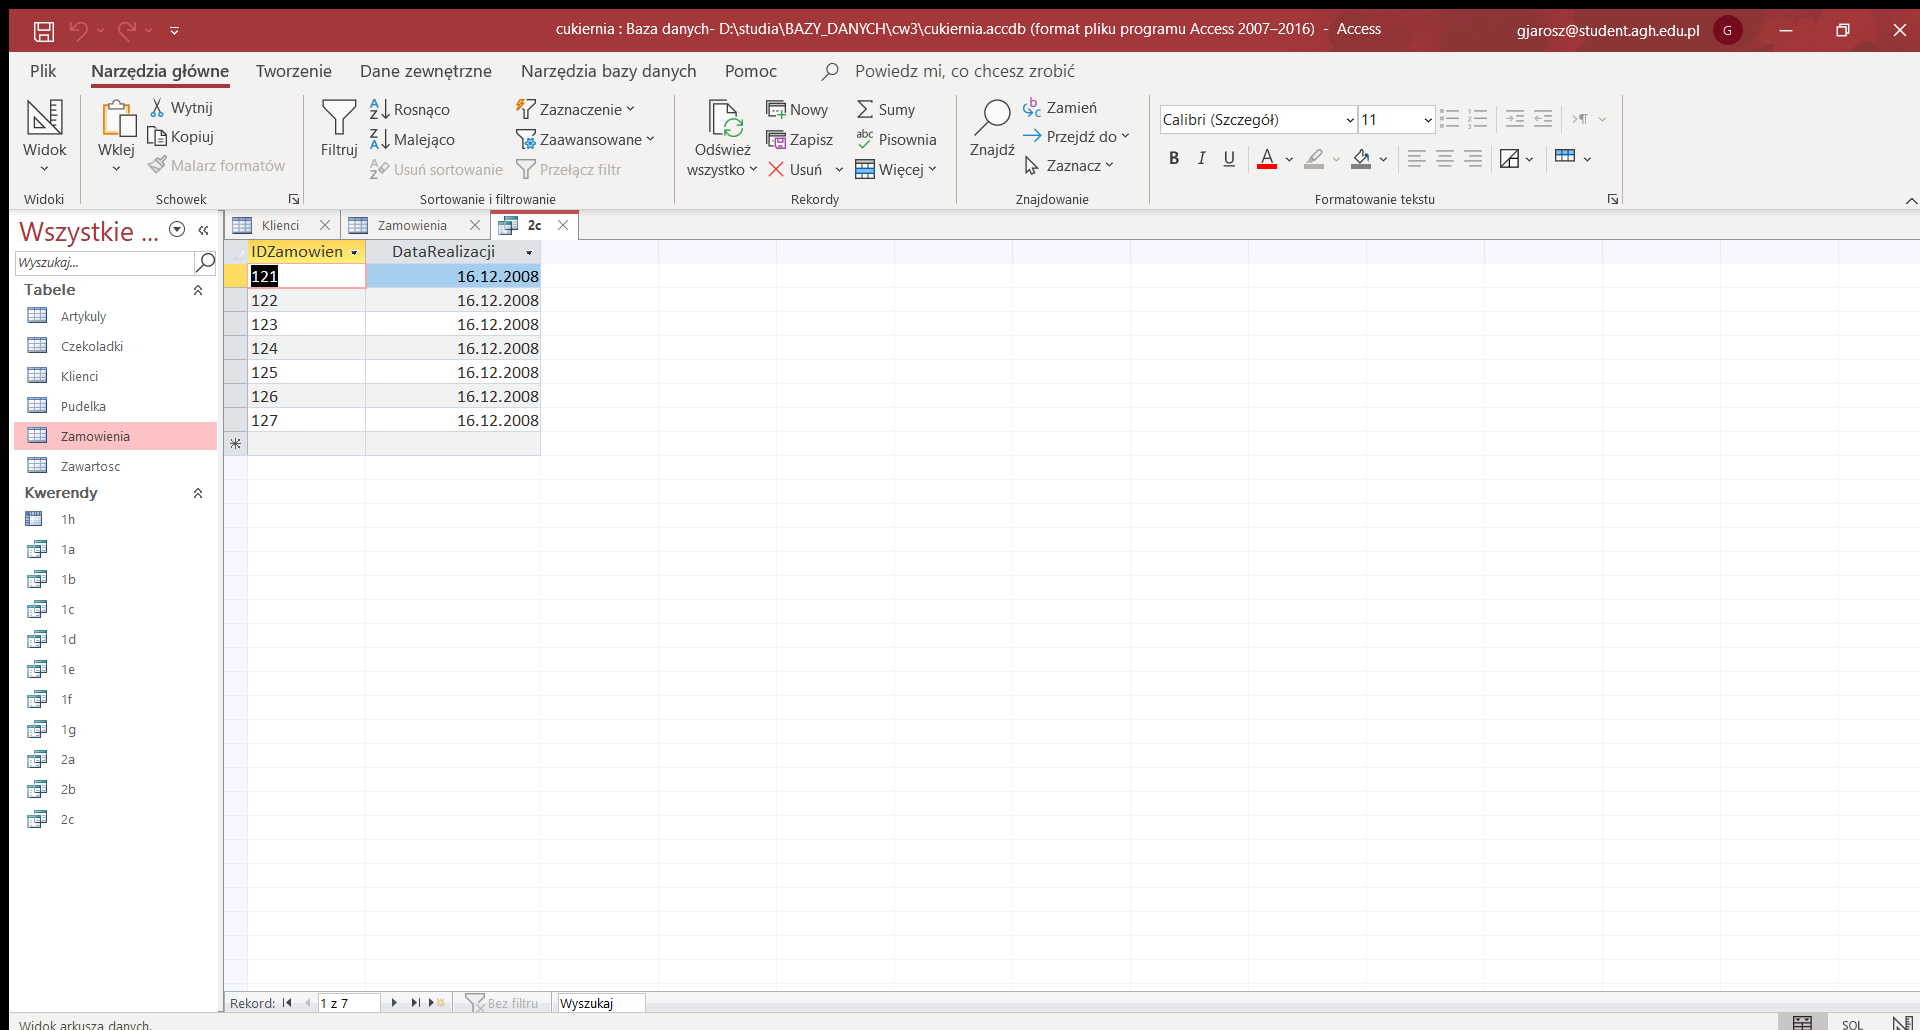 cukiernia : Baza danych- D:\studia\BAZY_DANYCH\cw3\cukiernia.accdb (format pliku programu Access 2007–2016)  -  Access
gjarosz@student.agh.edu.pl
G
Plik
Narzędzia główne
Tworzenie
Dane zewnętrzne
Narzędzia bazy danych
Pomoc
Powiedz mi, co chcesz zrobić
Widok
Widoki
Wklej
Wytnij
Kopiuj
Malarz formatów
Schowek
Filtruj
Rosnąco
Malejąco
Usuń sortowanie
Zaznaczenie
Zaawansowane
Przełącz filtr
Sortowanie i filtrowanie
Odśwież
wszystko
Nowy
Zapisz
Usuń
Sumy
Pisownia
Więcej
Rekordy
Znajdź
Zamień
Przejdź do
Zaznacz
Znajdowanie
Calibri (Szczegół)
11
B I U A
Formatowanie tekstu
Wszystkie ...
Wyszukaj...
Tabele
Artykuly
Czekoladki
Klienci
Pudelka
Zamowienia
Zawartosc
Kwerendy
1h
1a
1b
1c
1d
1e
1f
1g
2a
2b
2c
Klienci
Zamowienia
2c
IDZamowien DataRealizacji
121 16.12.2008
122 16.12.2008
123 16.12.2008
124 16.12.2008
125 16.12.2008
126 16.12.2008
127 16.12.2008
Rekord: 1 z 7 Bez filtru Wyszukaj
Widok arkusza danych.
SQL